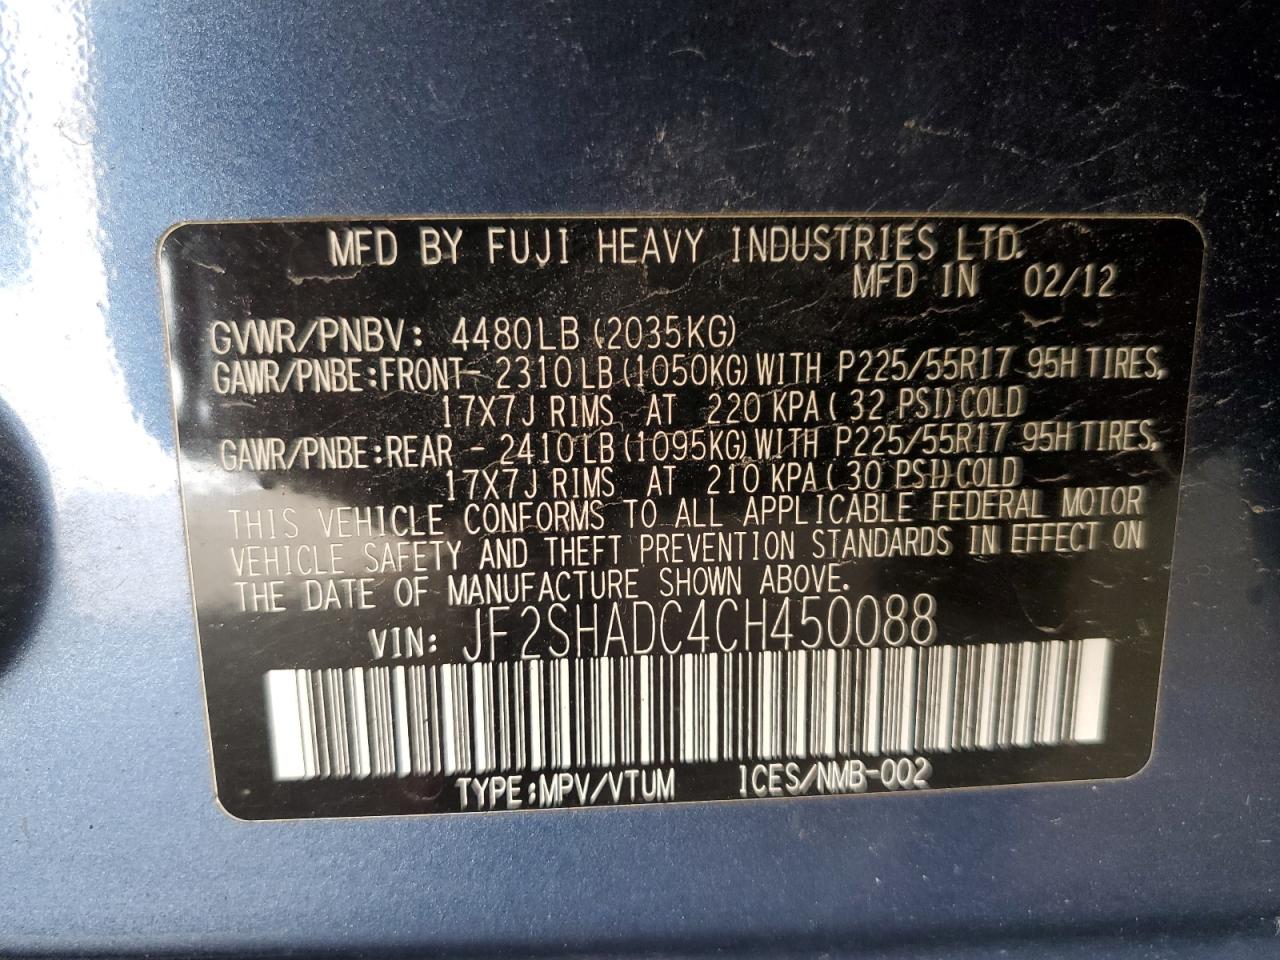 MFD BY FUJI HEAVY INDUSTRIES LTD.
MFD IN 02/12
GVWR/PNBV: 4480LB (2035KG)
GAWR/PNBE:FRONT- 2310LB(1050KG)WITH P225/55R17 95H TIRES,
17X7J RIMS AT 220 KPA( 32 PSI)COLD
GAWR/PNBE:REAR - 2410LB(1095KG)WITH P225/55R17 95H TIRES,
17X7J RIMS AT 210 KPA(30 PSI)COLD
THIS VEHICLE CONFORMS TO ALL APPLICABLE FEDERAL MOTOR
VEHICLE SAFETY AND THEFT PREVENTION STANDARDS IN EFFECT ON
THE DATE OF MANUFACTURE SHOWN ABOVE.
VIN: JF2SHADC4CH450088
TYPE:MPV/VTUM ICES/NMB-002